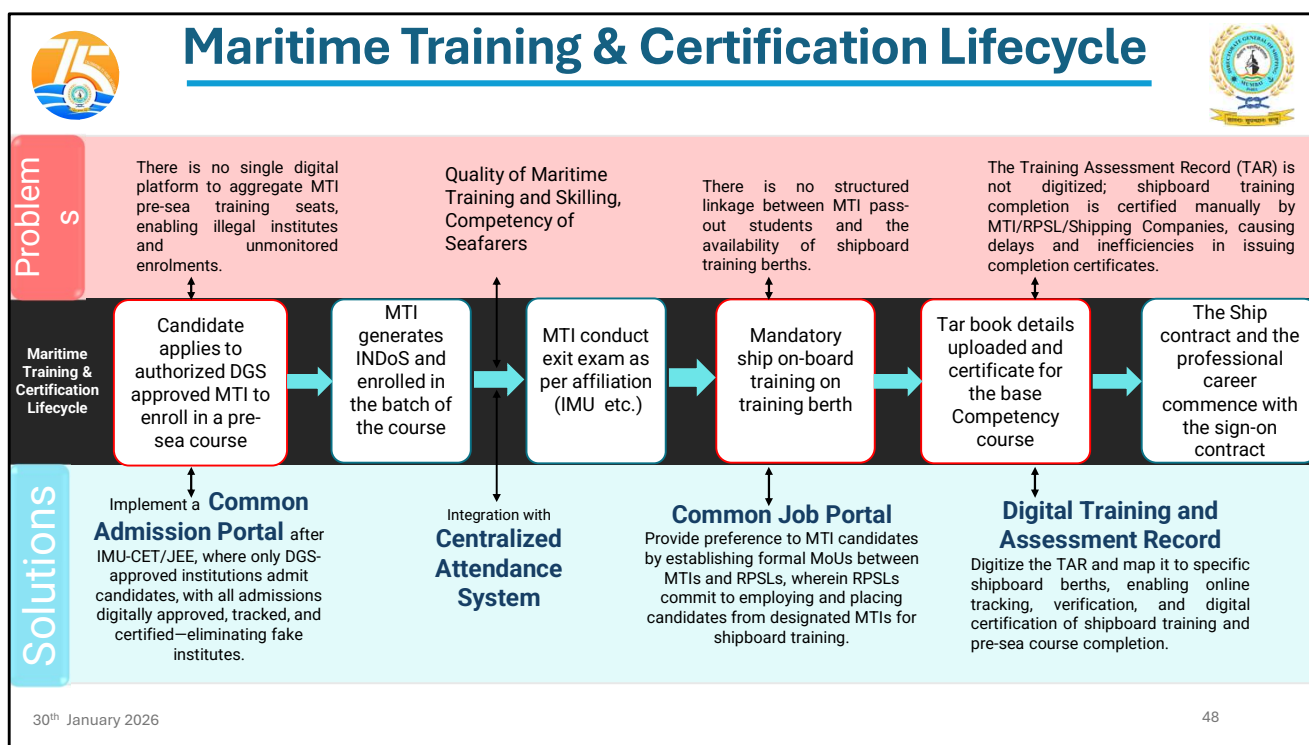 Maritime Training & Certification Lifecycle
75
DIRECTORATE GENERAL OF SHIPPING
MUMBAI
Problem
s
There is no single digital
platform to aggregate MTI
pre-sea training seats,
enabling illegal institutes
and unmonitored
enrolments.
Quality of Maritime
Training and Skilling,
Competency of
Seafarers
There is no structured
linkage between MTI pass-
out students and the
availability of shipboard
training berths.
The Training Assessment Record (TAR) is
not digitized; shipboard training
completion is certified manually by
MTI/RPSL/Shipping Companies, causing
delays and inefficiencies in issuing
completion certificates.
Maritime
Training &
Certification
Lifecycle
Candidate
applies to
authorized DGS
approved MTI to
enroll in a pre-
sea course
MTI
generates
INDoS and
enrolled in
the batch of
the course
MTI conduct
exit exam as
per affiliation
(IMU etc.)
Mandatory
ship on-board
training on
training berth
Tar book details
uploaded and
certificate for
the base
Competency
course
The Ship
contract and the
professional
career
commence with
the sign-on
contract
Solutions
Implement a Common
Admission Portal after
IMU-CET/JEE, where only DGS-
approved institutions admit
candidates, with all admissions
digitally approved, tracked, and
certified—eliminating fake
institutes.
Integration with
Centralized
Attendance
System
Common Job Portal
Provide preference to MTI candidates
by establishing formal MoUs between
MTIs and RPSLs, wherein RPSLs
commit to employing and placing
candidates from designated MTIs for
shipboard training.
Digital Training and
Assessment Record
Digitize the TAR and map it to specific
shipboard berths, enabling online
tracking, verification, and digital
certification of shipboard training and
pre-sea course completion.
30th January 2026
48